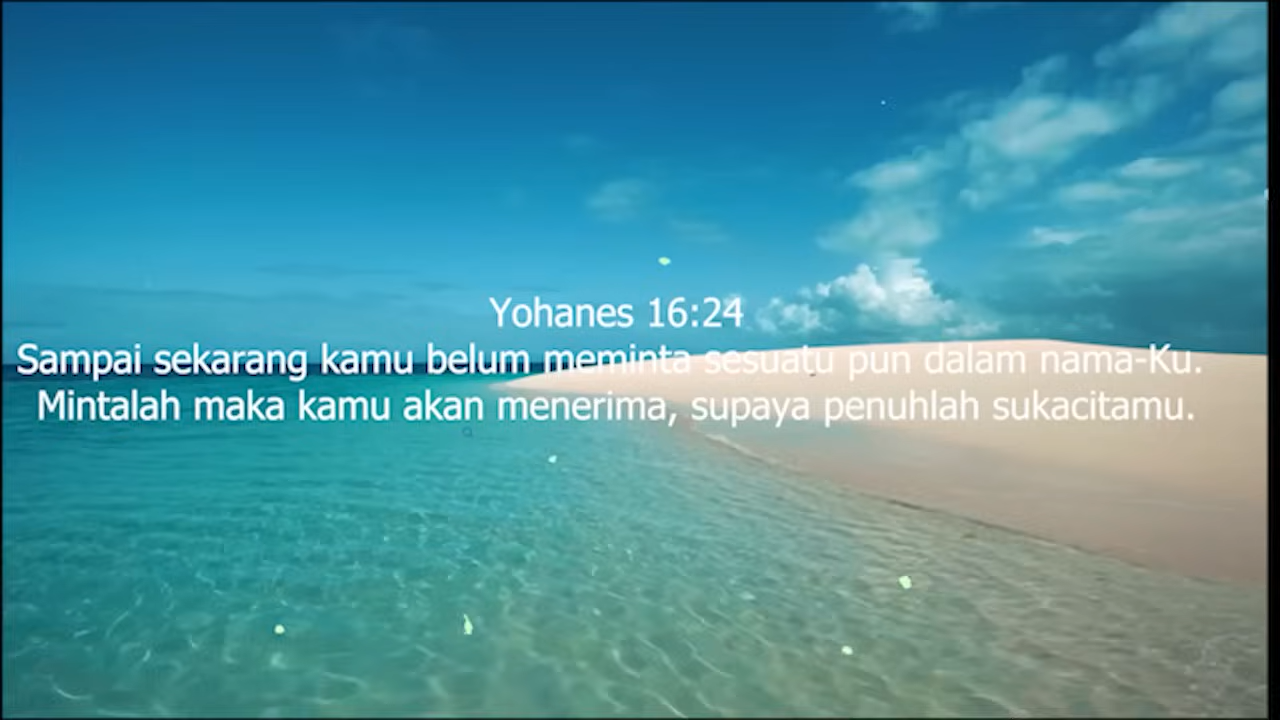 Yohanes 16:24
Sampai sekarang kamu belum meminta sesuatu pun dalam nama-Ku.
Mintalah maka kamu akan menerima, supaya penuhlah sukacitamu.